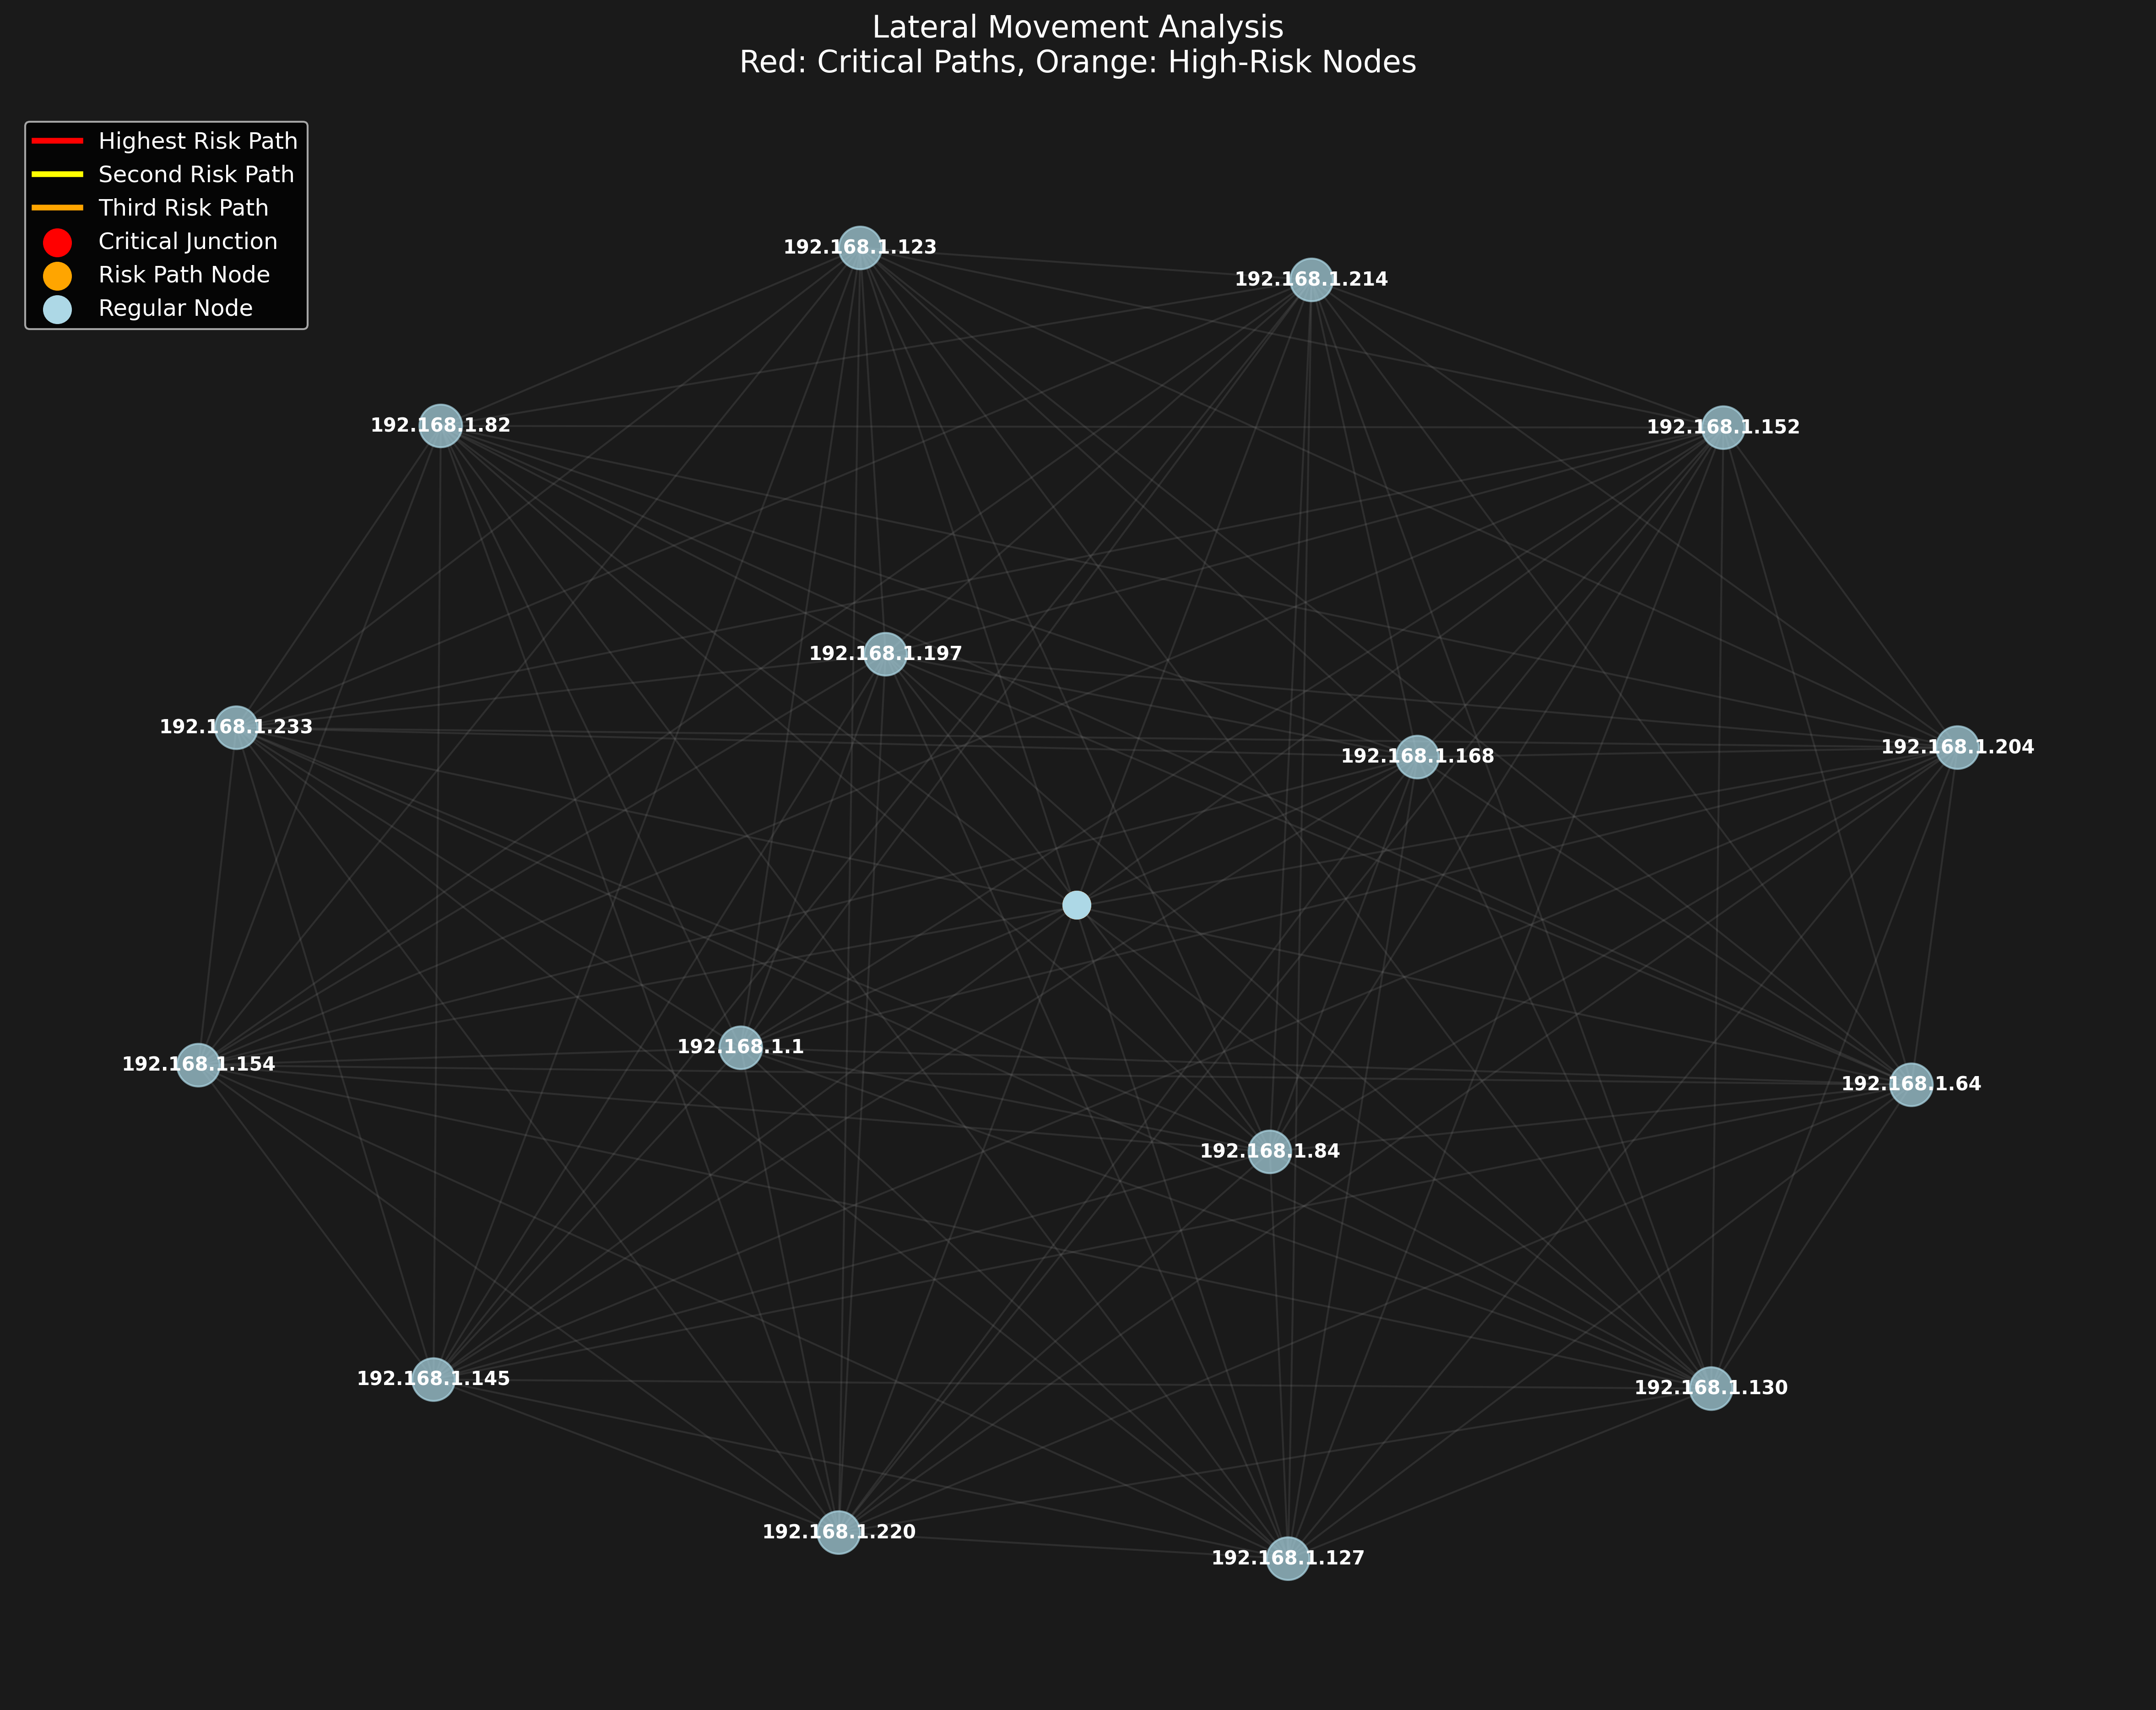 Lateral Movement Analysis
Red: Critical Paths, Orange: High-Risk Nodes
Highest Risk Path
Second Risk Path
Third Risk Path
Critical Junction
Risk Path Node
Regular Node
192.168.1.123
192.168.1.214
192.168.1.82
192.168.1.152
192.168.1.197
192.168.1.233
192.168.1.204
192.168.1.168
192.168.1.1
192.168.1.154
192.168.1.64
192.168.1.84
192.168.1.145
192.168.1.130
192.168.1.220
192.168.1.127